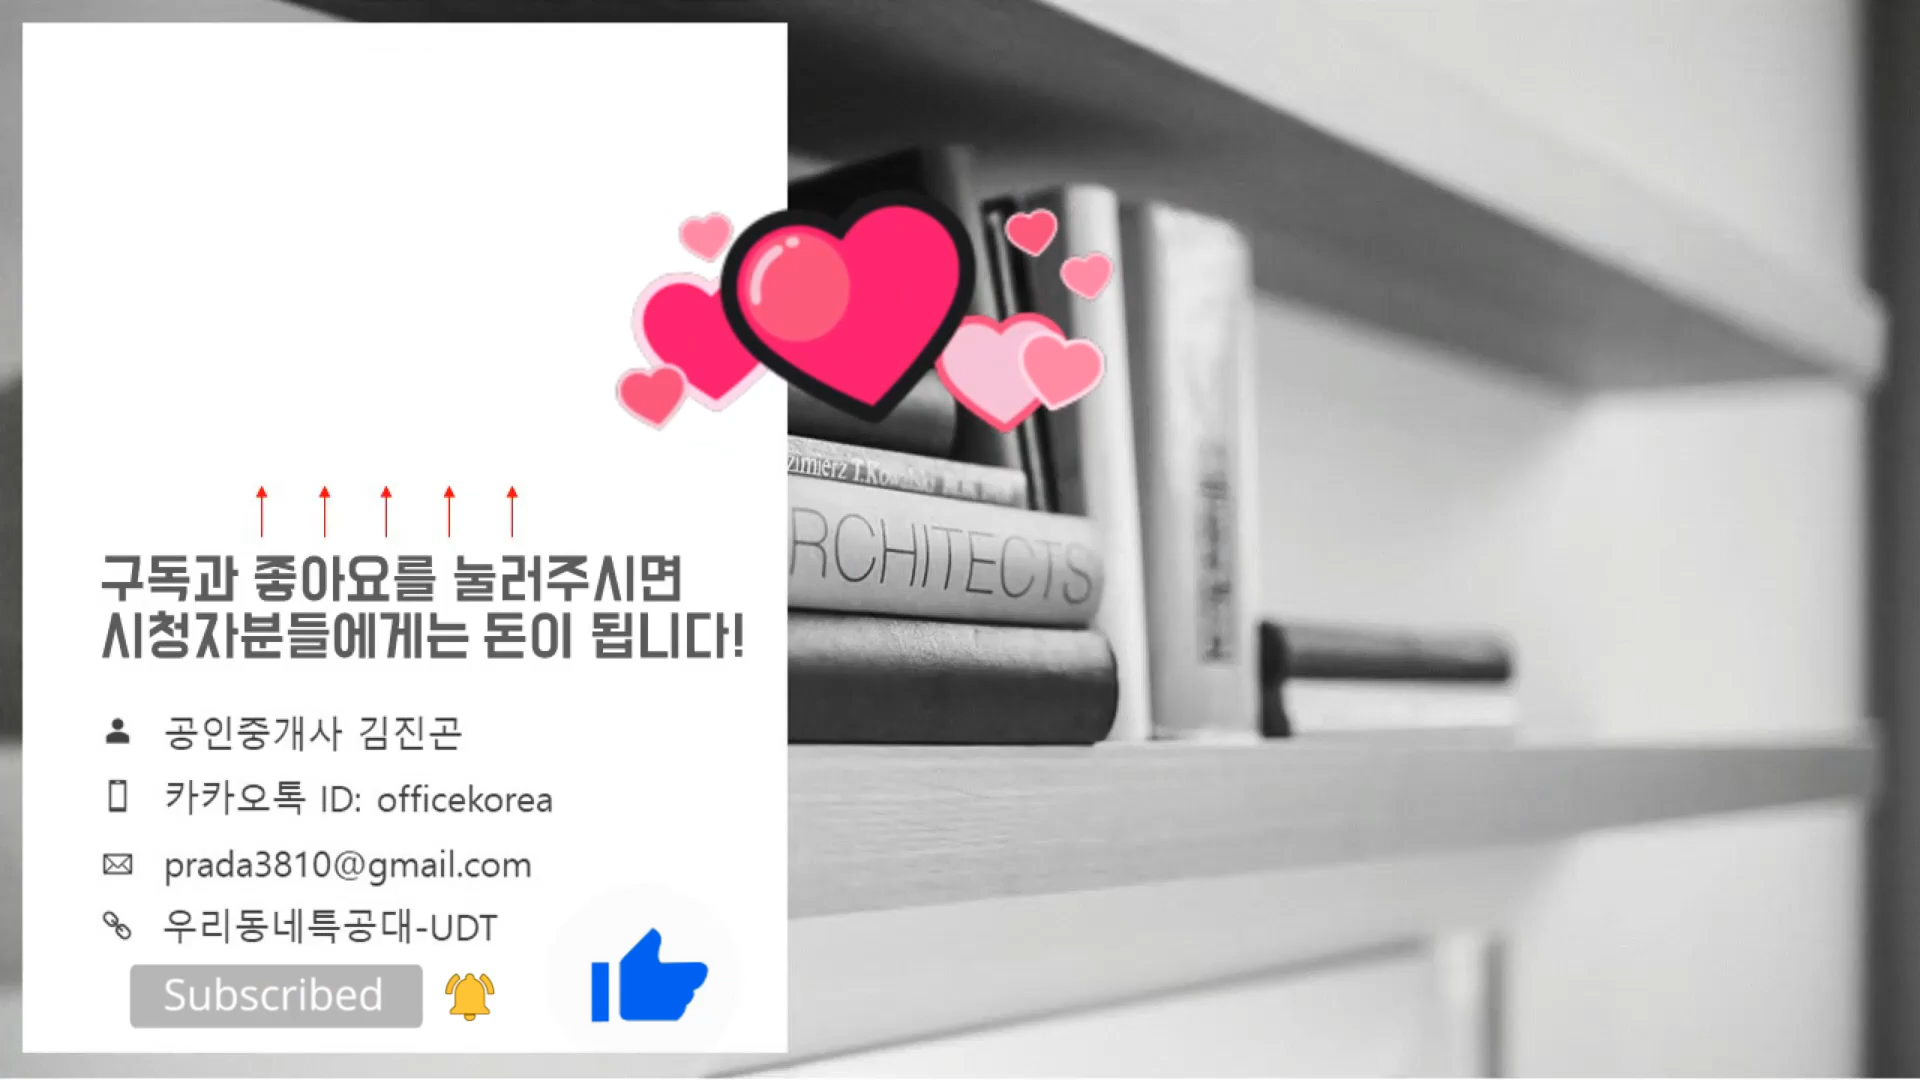 구독과 좋아요를 눌러주시면
시청자분들에게는 돈이 됩니다!
공인중개사 김진곤
카카오톡 ID: officekorea
prada3810@gmail.com
우리동네특공대-UDT
Subscribed
zimierz T.Kowalski
RCHITECTS